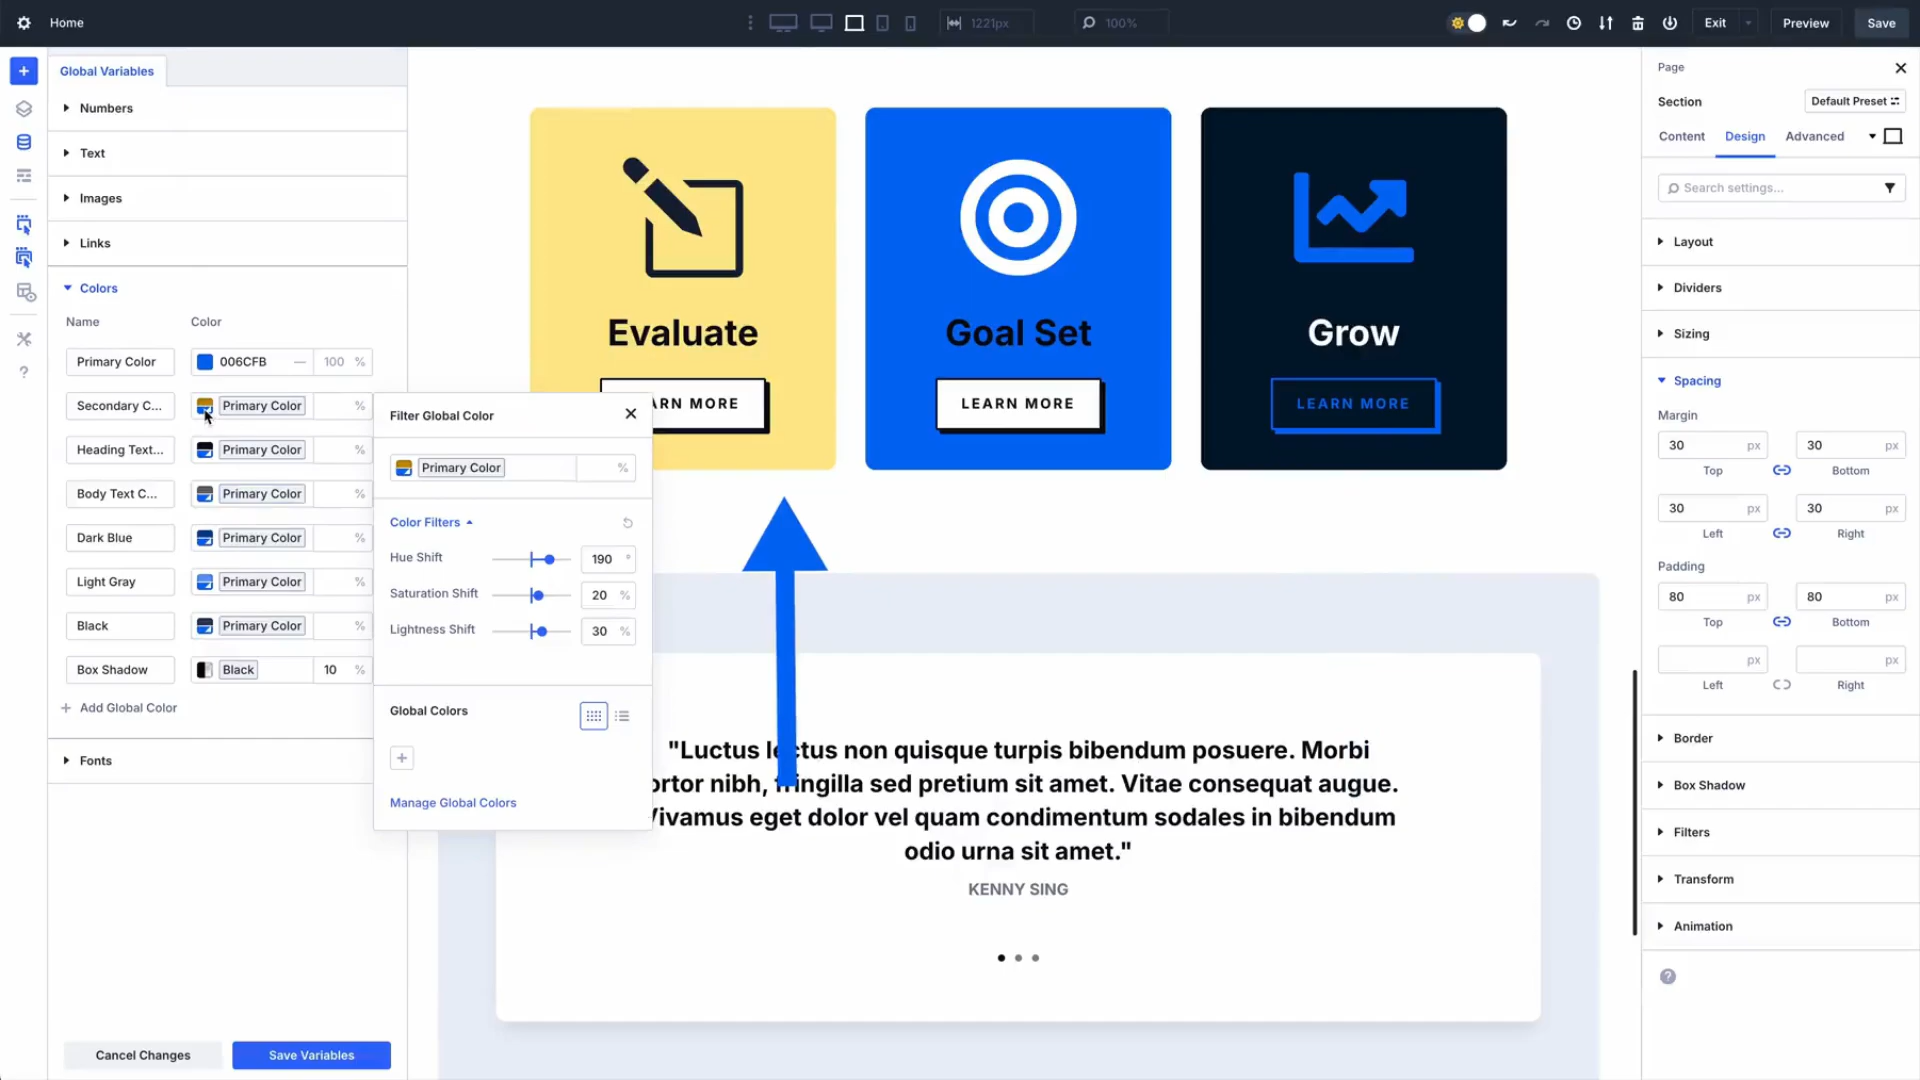 Home
1221px
100%
Exit
Preview
Save
Global Variables
Numbers
Text
Images
Links
Colors
Name
Color
Primary Color
006CFB
100 %
Secondary C...
Primary Color
%
Heading Text...
Primary Color
%
Body Text C...
Primary Color
%
Dark Blue
Primary Color
%
Light Gray
Primary Color
%
Black
Primary Color
%
Box Shadow
Black
10 %
+ Add Global Color
Fonts
Cancel Changes
Save Variables
Filter Global Color
Primary Color
%
Color Filters
Hue Shift
190 °
Saturation Shift
20 %
Lightness Shift
30 %
Global Colors
+
Manage Global Colors
Evaluate
ARN MORE
Goal Set
LEARN MORE
Grow
LEARN MORE
"Luctus lectus non quisque turpis bibendum posuere. Morbi
ortor nibh, fringilla sed pretium sit amet. Vitae consequat augue.
Vivamus eget dolor vel quam condimentum sodales in bibendum
odio urna sit amet."
KENNY SING
Page
Section
Default Preset
Content
Design
Advanced
Search settings...
Layout
Dividers
Sizing
Spacing
Margin
30 px
30 px
Top
Bottom
30 px
30 px
Left
Right
Padding
80 px
80 px
Top
Bottom
px
px
Left
Right
Border
Box Shadow
Filters
Transform
Animation